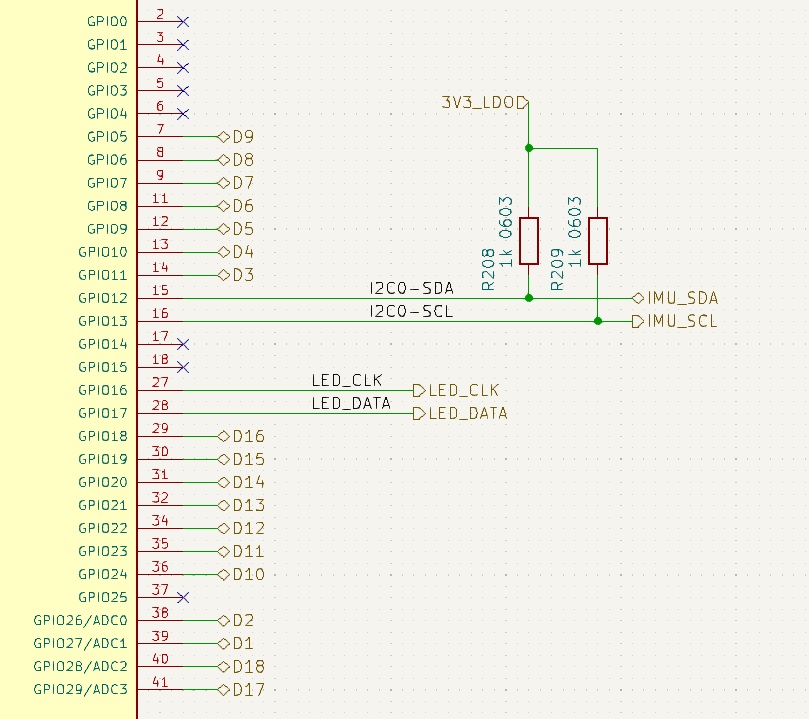 GPIO0 2
GPIO1 3
GPIO2 4
GPIO3 5
GPIO4 6
3V3_LDO
GPIO5 7 D9
GPIO6 8 D8
GPIO7 9 D7
GPIO8 11 D6
GPIO9 12 D5
GPIO10 13 D4
GPIO11 14 D3
R208
1k 0603
R209
1k 0603
GPIO12 15 I2C0-SDA IMU_SDA
GPIO13 16 I2C0-SCL IMU_SCL
GPIO14 17
GPIO15 18
GPIO16 27 LED_CLK LED_CLK
GPIO17 28 LED_DATA LED_DATA
GPIO18 29 D16
GPIO19 30 D15
GPIO20 31 D14
GPIO21 32 D13
GPIO22 34 D12
GPIO23 35 D11
GPIO24 36 D10
GPIO25 37
GPIO26/ADC0 38 D2
GPIO27/ADC1 39 D1
GPIO28/ADC2 40 D18
GPIO29/ADC3 41 D17